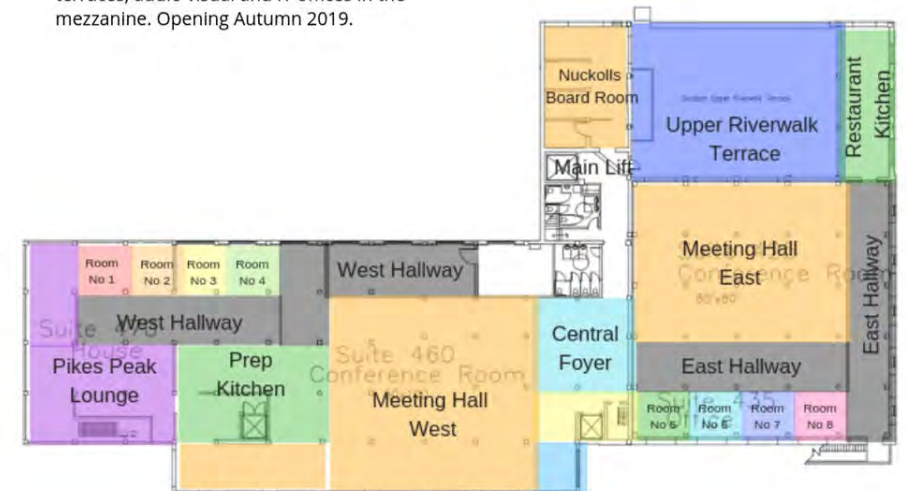 mezzanine. Opening Autumn 2019.
Nuckolls
Board Room
Upper Riverwalk
Terrace
Restaurant
Kitchen
Main Lift
Meeting Hall
East
Conference Room
East Hallway
Room
No 1
Room
No 2
Room
No 3
Room
No 4
West Hallway
West Hallway
Suite
House
Pikes Peak
Lounge
Prep
Kitchen
Suite 460
Conference Room
Meeting Hall
West
Central
Foyer
East Hallway
Suite 435
Room
No 5
Room
No 6
Room
No 7
Room
No 8